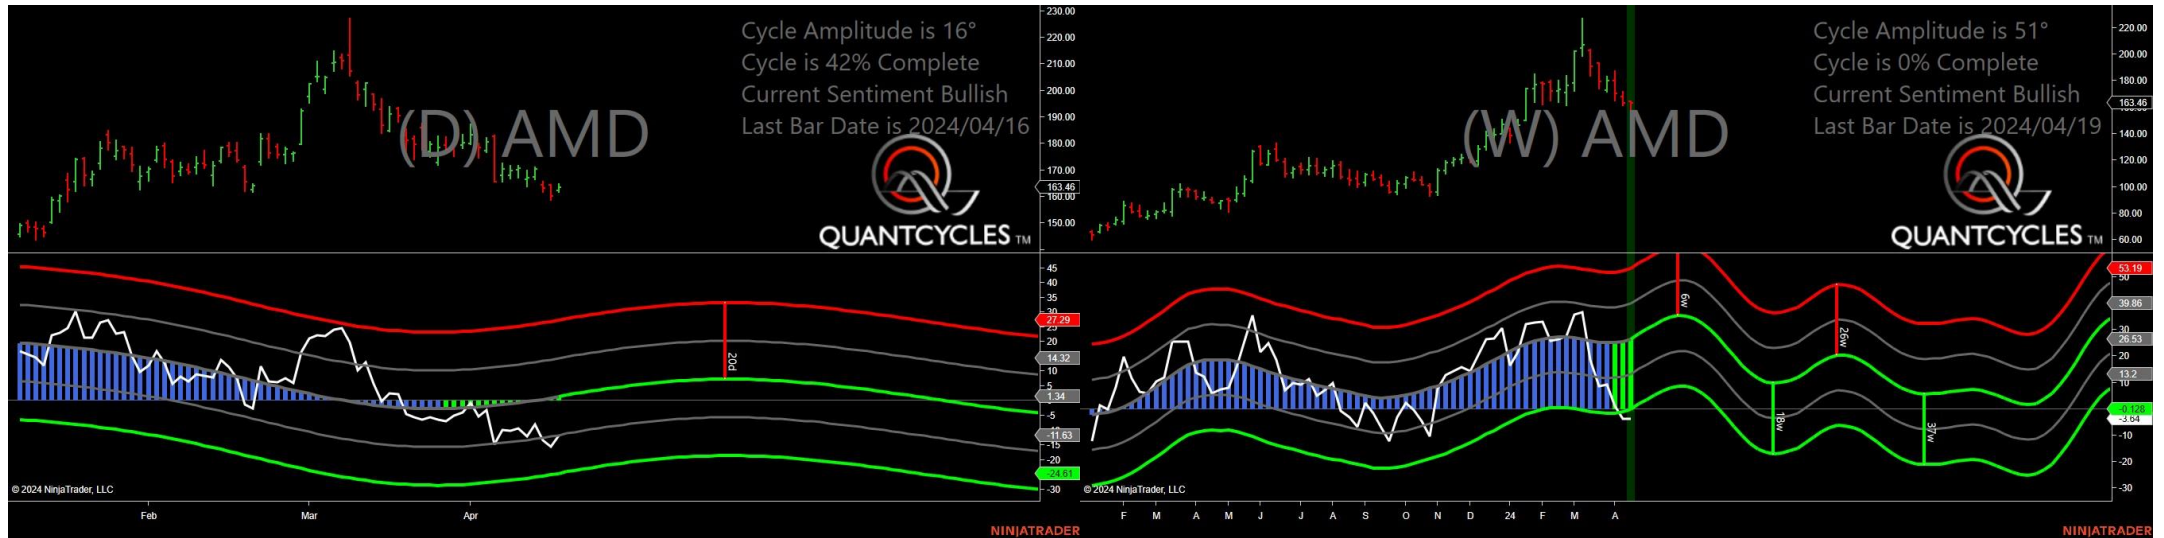 230.00
220.00
210.00
200.00
190.00
180.00
170.00
163.46
160.00
150.00
Cycle Amplitude is 16°
Cycle is 42% Complete
Current Sentiment Bullish
Last Bar Date is 2024/04/16
(D) AMD
QUANTCYCLES TM
45
40
35
30
27.29
25
20
14.32
10
5
1.34
-5
-11.63
-15
-20
-24.61
-30
20d
© 2024 NinjaTrader, LLC
Feb Mar Apr
NINJATRADER
220.00
200.00
180.00
163.46
140.00
120.00
100.00
80.00
60.00
Cycle Amplitude is 51°
Cycle is 0% Complete
Current Sentiment Bullish
Last Bar Date is 2024/04/19
(W) AMD
QUANTCYCLES TM
53.19
50
39.86
30
26.53
20
13.2
10
-0.128
-3.64
-10
-20
-30
6w
18w
26w
37w
© 2024 NinjaTrader, LLC
F M A M J J A S O N D 24 F M A
NINJATRADER